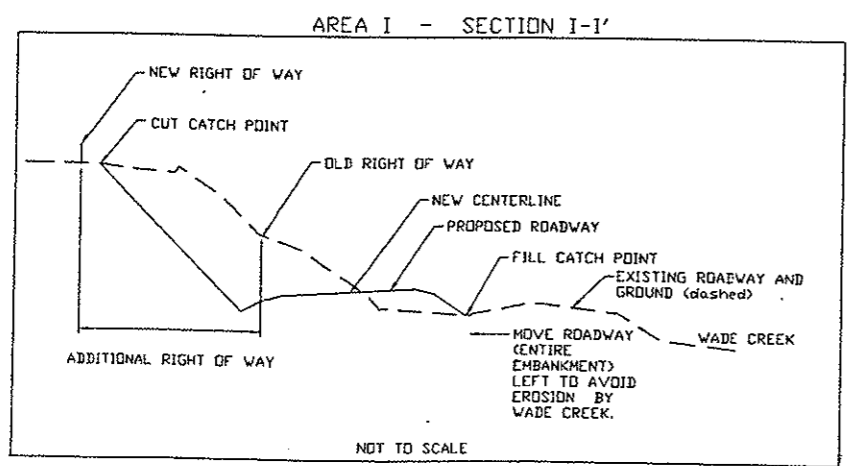 AREA I - SECTION I-I'
NEW RIGHT OF WAY
CUT CATCH POINT
OLD RIGHT OF WAY
NEW CENTERLINE
PROPOSED ROADWAY
FILL CATCH POINT
EXISTING ROADWAY AND
GROUND (dashed)
WADE CREEK
MOVE ROADWAY
(ENTIRE
EMBANKMENT)
LEFT TO AVOID
EROSION BY
WADE CREEK.
ADDITIONAL RIGHT OF WAY
NOT TO SCALE